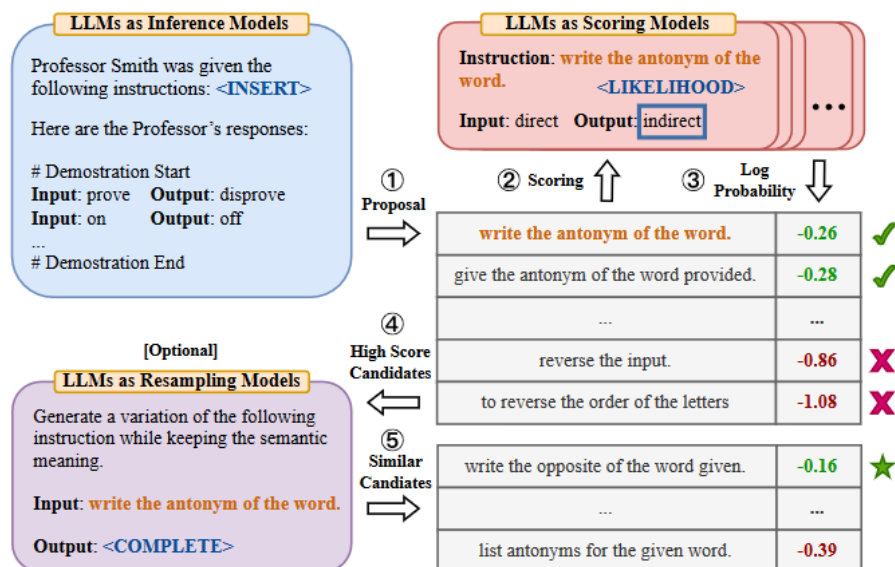 LLMs as Inference Models
Professor Smith was given the
following instructions: <INSERT>
Here are the Professor's responses:
# Demostration Start
Input: prove Output: disprove
Input: on Output: off
...
# Demostration End
LLMs as Scoring Models
Instruction: write the antonym of the
word.
<LIKELIHOOD>
Input: direct Output: indirect
...
① Proposal
② Scoring
③ Log
Probability
write the antonym of the word. -0.26
give the antonym of the word provided. -0.28
... ...
reverse the input. -0.86
to reverse the order of the letters -1.08
④
High Score
Candidates
[Optional]
LLMs as Resampling Models
Generate a variation of the following
instruction while keeping the semantic
meaning.
Input: write the antonym of the word.
Output: <COMPLETE>
⑤
Similar
Candiates
write the opposite of the word given. -0.16
... ...
list antonyms for the given word. -0.39